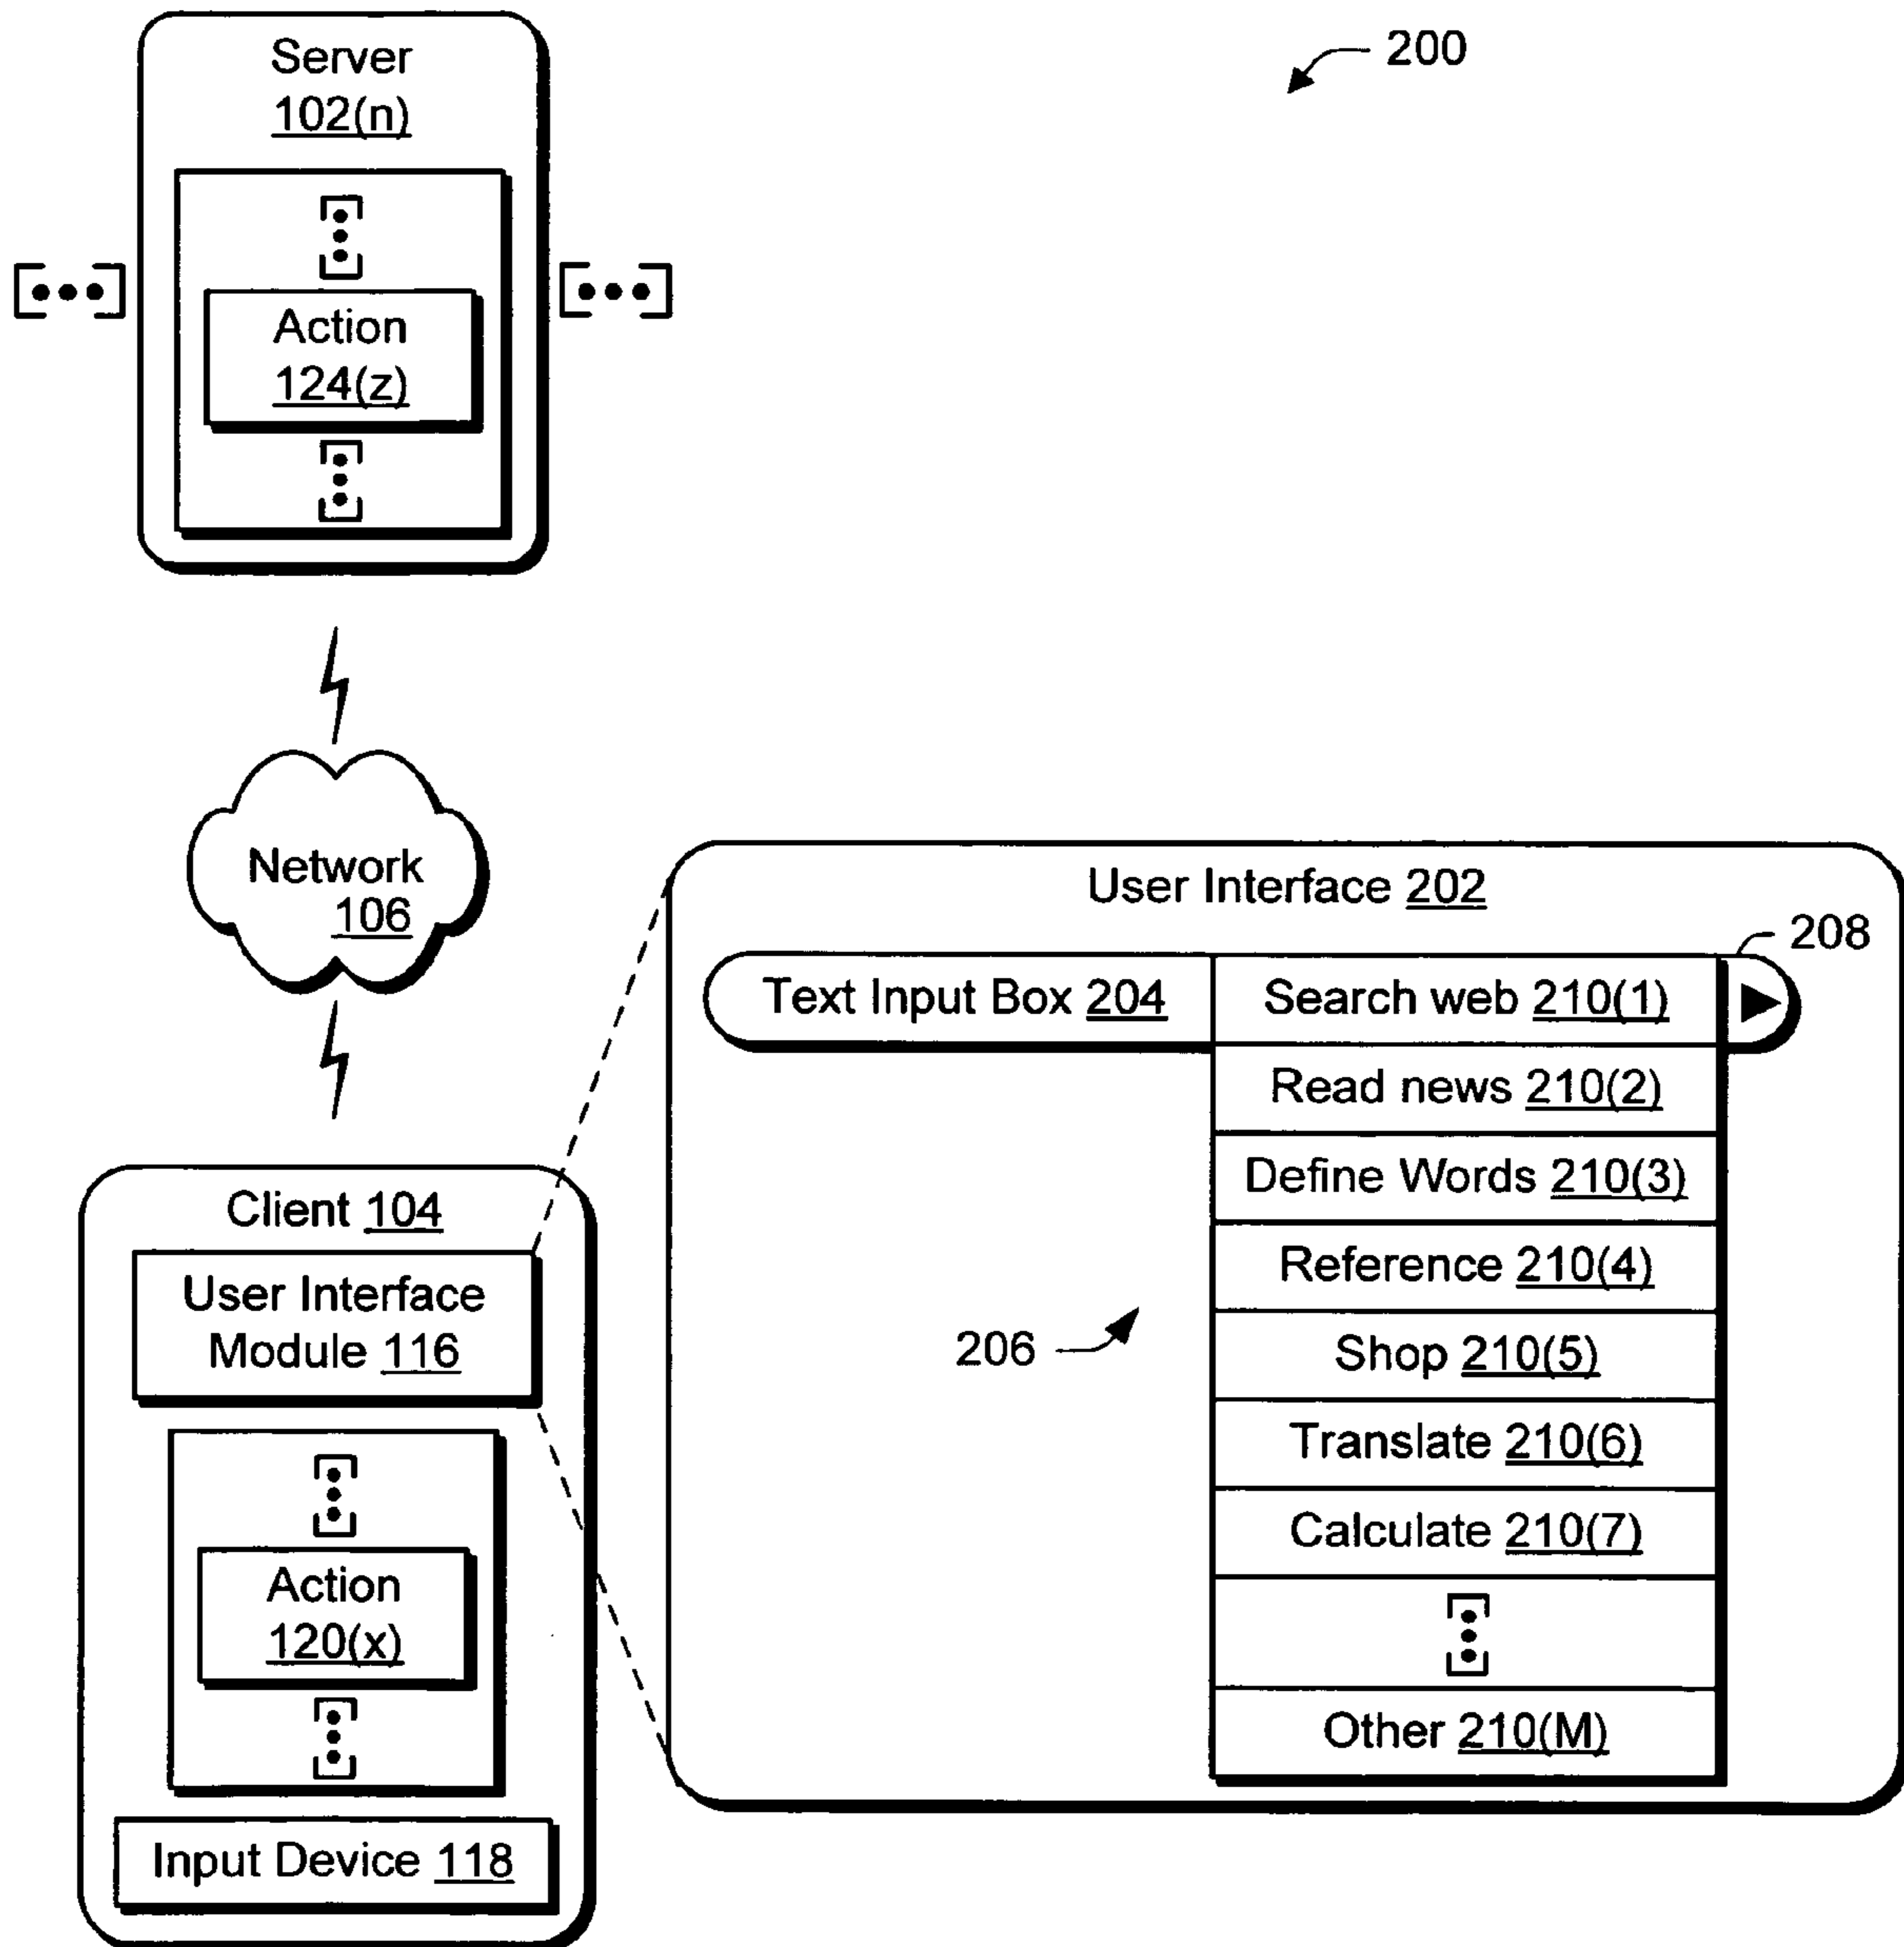 200
Server
102(n)
Action
124(z)
Network
106
User Interface 202
208
Text Input Box 204
Search web 210(1)
Read news 210(2)
Define Words 210(3)
Reference 210(4)
206
Shop 210(5)
Translate 210(6)
Calculate 210(7)
Other 210(M)
Client 104
User Interface
Module 116
Action
120(x)
Input Device 118